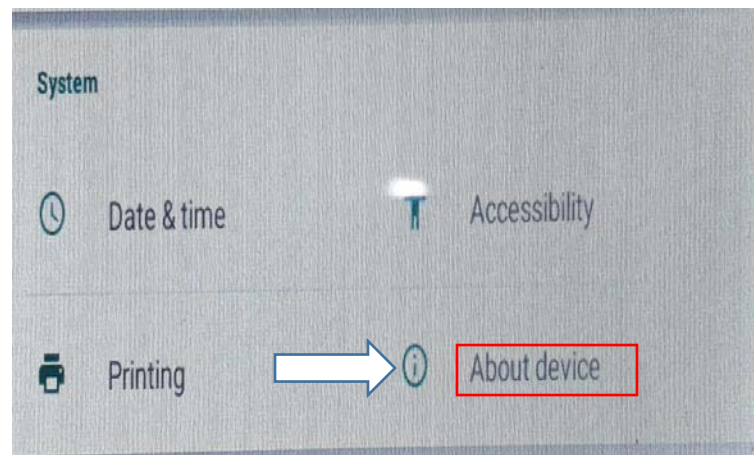 System
Date & time
Accessibility
Printing
About device